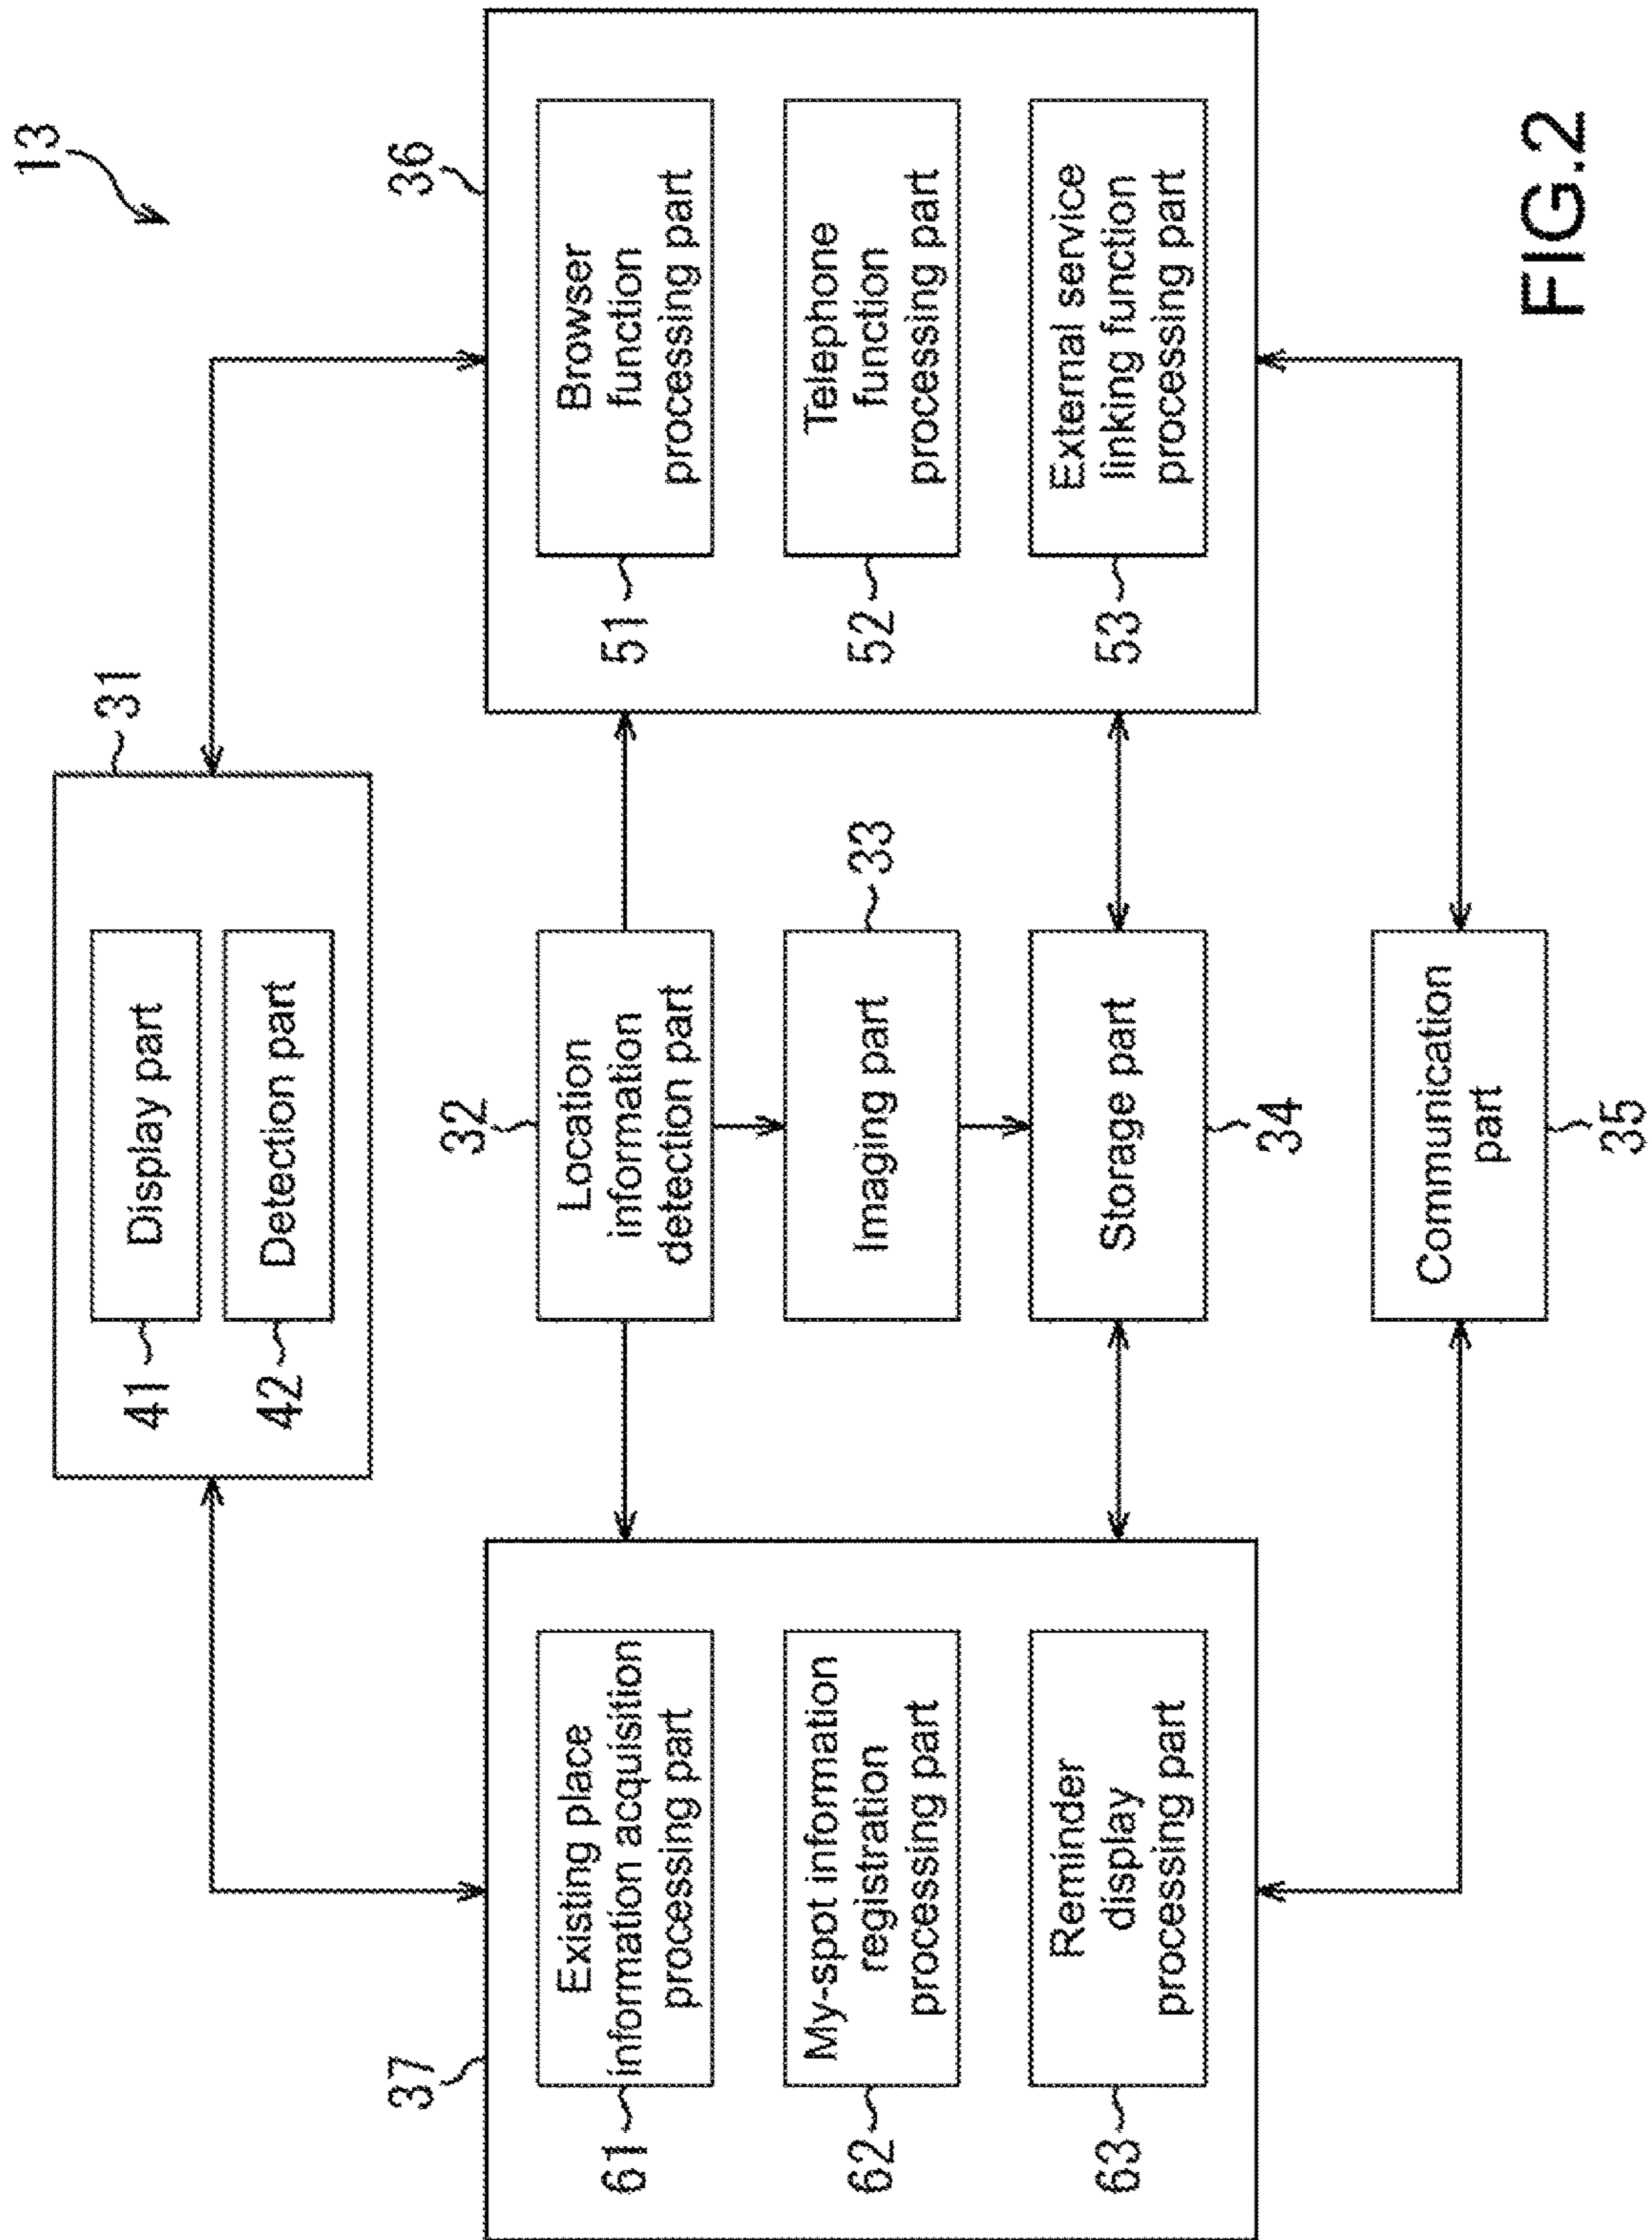 13
31
41
Display part
42
Detection part
37
61
Existing place
information acquisition
processing part
62
My-spot information
registration
processing part
63
Reminder
display
processing part
32
Location
information
detection part
Imaging part
33
Storage part
34
Communication
part
35
36
51
Browser
function
processing part
52
Telephone
function
processing part
53
External service
linking function
processing part
FIG.2